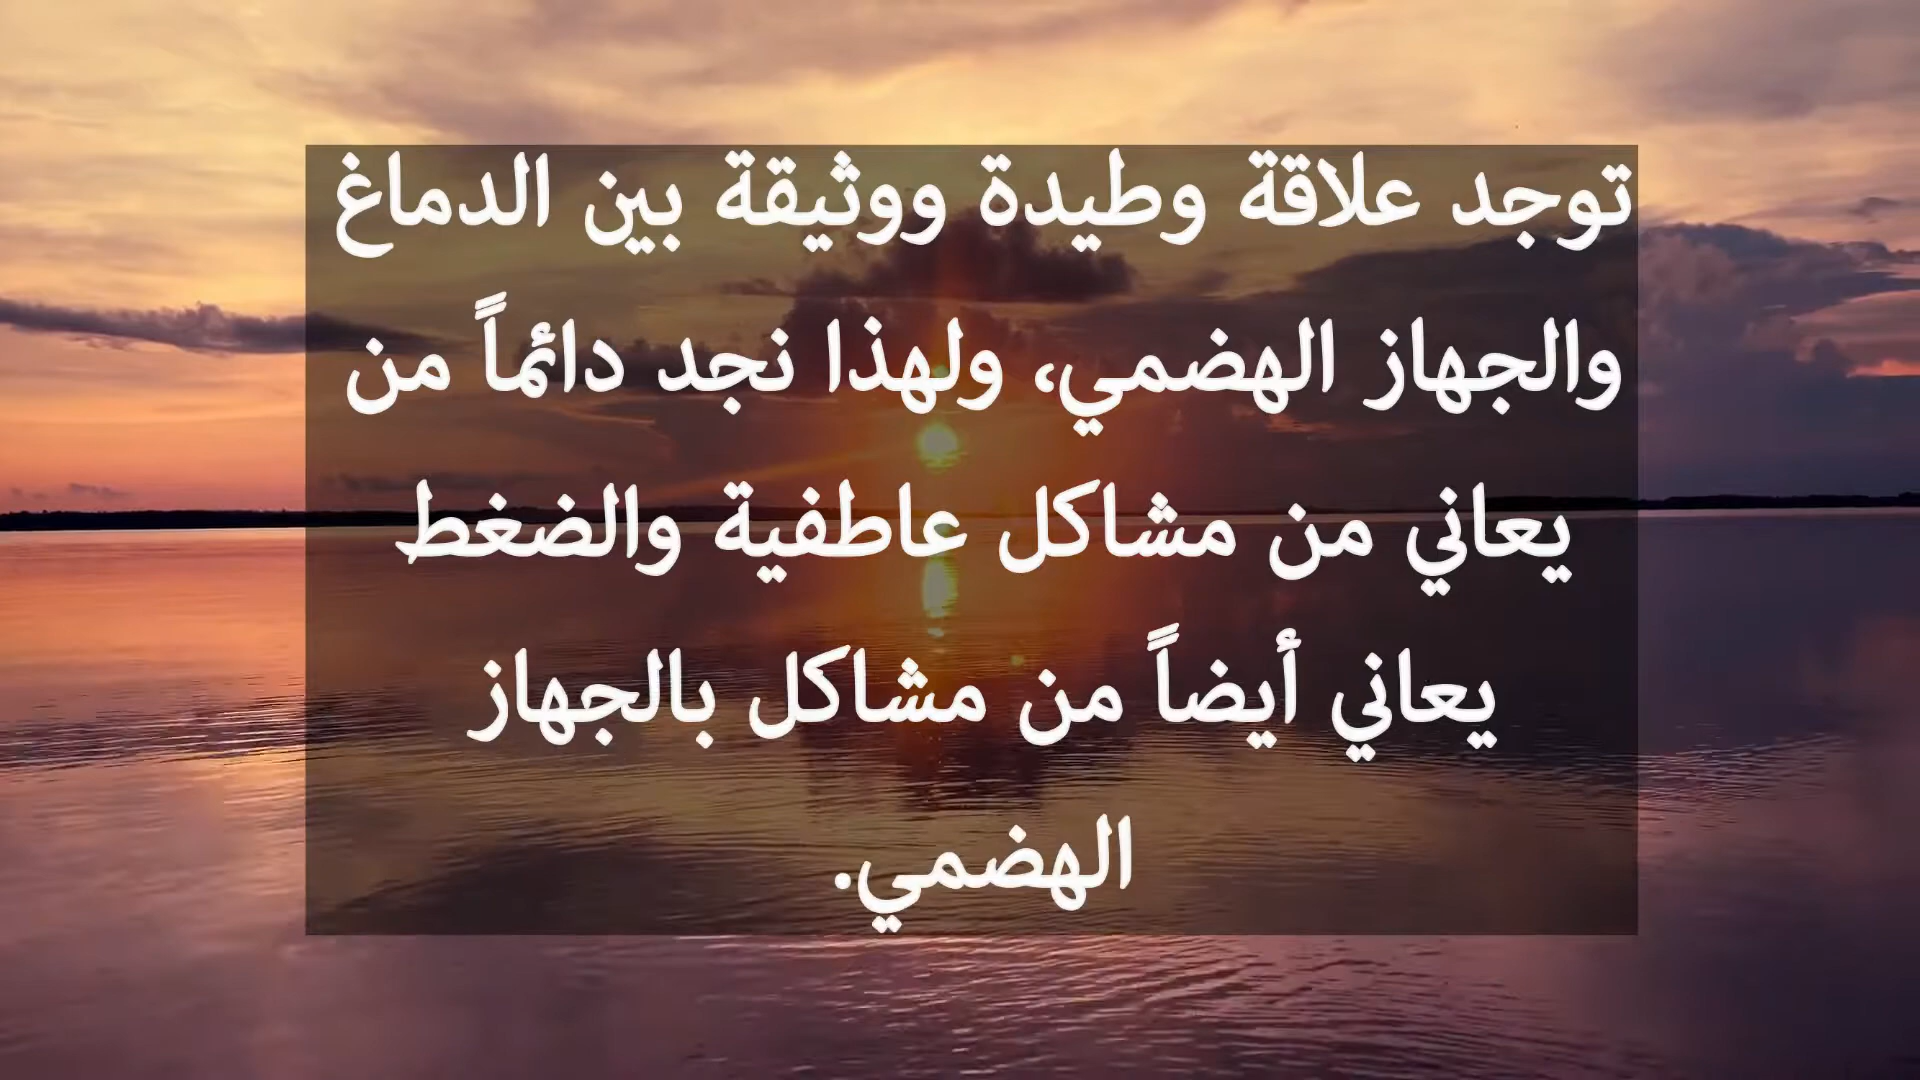 توجد علاقة وطيدة ووثيقة بين الدماغ
والجهاز الهضمي، ولهذا نجد دائماً من
يعاني من مشاكل عاطفية والضغط
يعاني أيضاً من مشاكل بالجهاز
الهضمي.